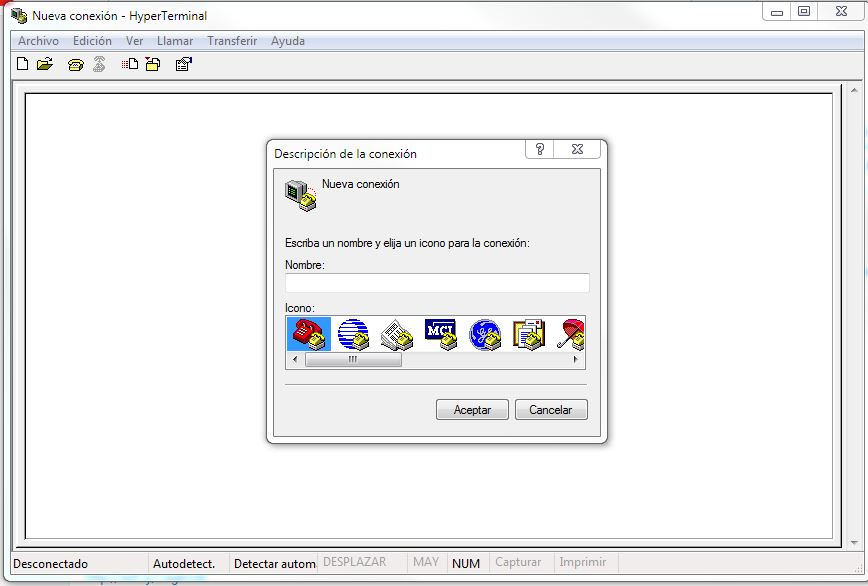 Nueva conexión - HyperTerminal
Archivo Edición Ver Llamar Transferir Ayuda
Descripción de la conexión
Nueva conexión
Escriba un nombre y elija un icono para la conexión:
Nombre:
Icono:
MCI
Aceptar Cancelar
Desconectado Autodetect. Detectar autom DESPLAZAR MAY NUM Capturar Imprimir